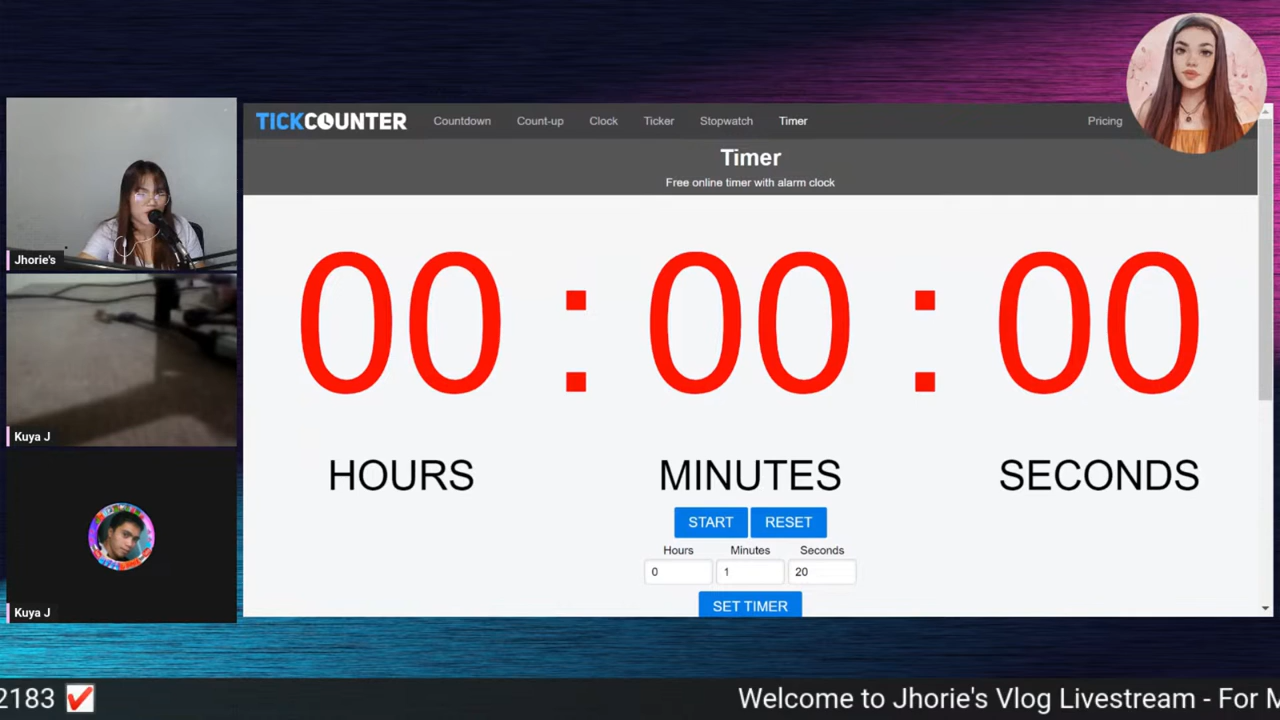 TICKCOUNTER
Countdown
Count-up
Clock
Ticker
Stopwatch
Timer
Pricing
Timer
Free online timer with alarm clock
00 : 00 : 00
HOURS MINUTES SECONDS
START RESET
Hours Minutes Seconds
0 1 20
SET TIMER
Jhorie's
Kuya J
Kuya J
2183 ✔
Welcome to Jhorie's Vlog Livestream - For